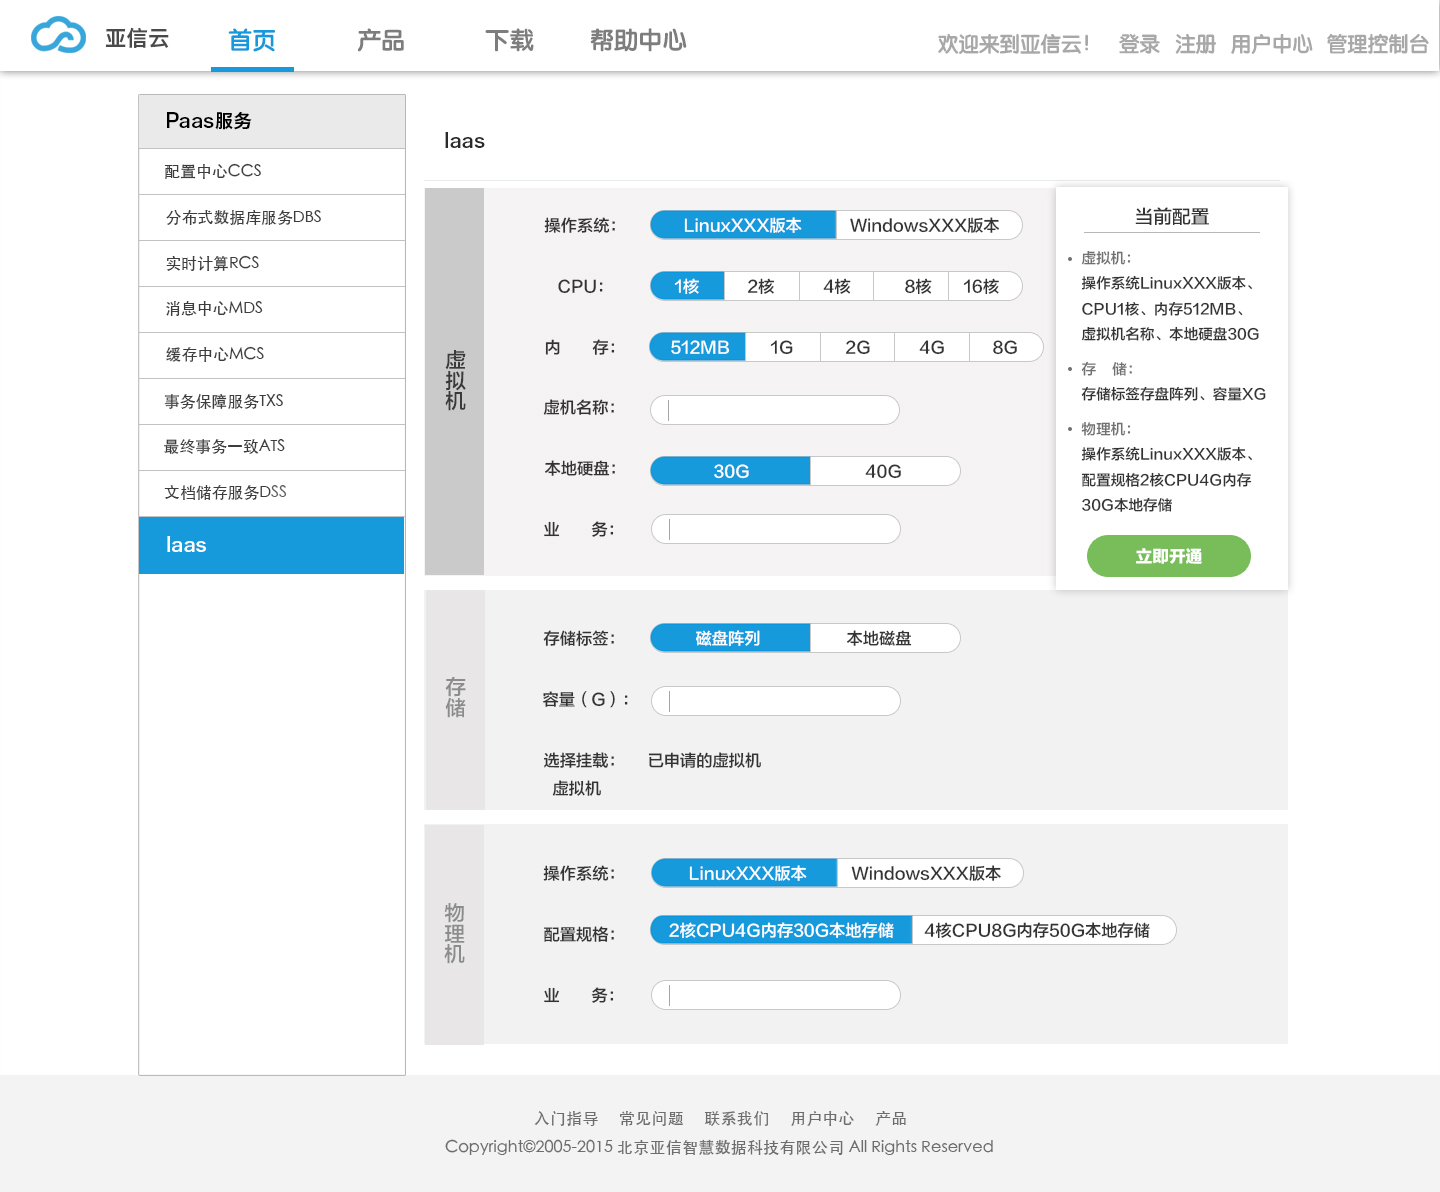 亚信云 首页 产品 下载 帮助中心 欢迎来到亚信云！ 登录 注册 用户中心 管理控制台
Paas服务
配置中心CCS
分布式数据库服务DBS
实时计算RCS
消息中心MDS
缓存中心MCS
事务保障服务TXS
最终事务一致ATS
文档储存服务DSS
Iaas
Iaas
虚拟机
操作系统： LinuxXXX版本 WindowsXXX版本
CPU： 1核 2核 4核 8核 16核
内 存： 512MB 1G 2G 4G 8G
虚机名称：
本地硬盘： 30G 40G
业 务：
当前配置
• 虚拟机：
操作系统LinuxXXX版本、
CPU1核、内存512MB、
虚拟机名称、本地硬盘30G
• 存 储：
存储标签存盘阵列、容量XG
• 物理机：
操作系统LinuxXXX版本、
配置规格2核CPU4G内存
30G本地存储
立即开通
存储
存储标签： 磁盘阵列 本地磁盘
容量（G）：
选择挂载： 已申请的虚拟机
虚拟机
物理机
操作系统： LinuxXXX版本 WindowsXXX版本
配置规格： 2核CPU4G内存30G本地存储 4核CPU8G内存50G本地存储
业 务：
入门指导 常见问题 联系我们 用户中心 产品
Copyright©2005-2015 北京亚信智慧数据科技有限公司 All Rights Reserved